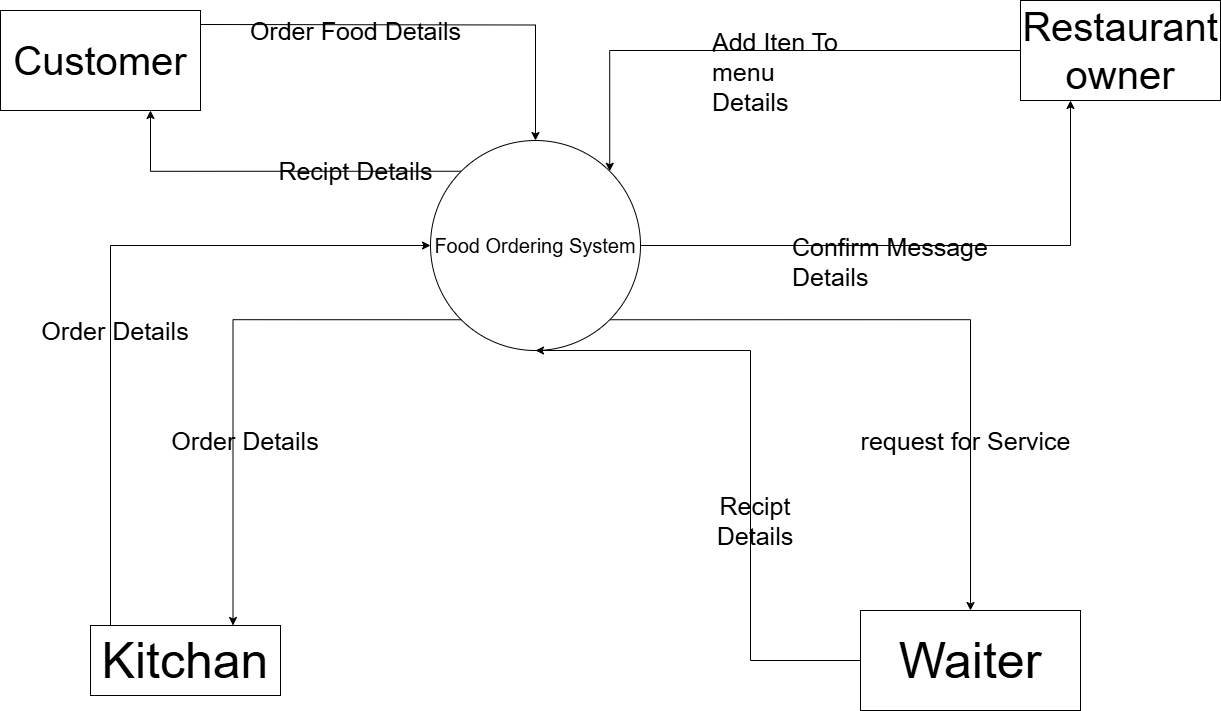 Customer
Order Food Details
Add Iten To
menu
Details
Restaurant
owner
Recipt Details
Food Ordering System
Confirm Message
Details
Order Details
Order Details
request for Service
Recipt
Details
Kitchan
Waiter